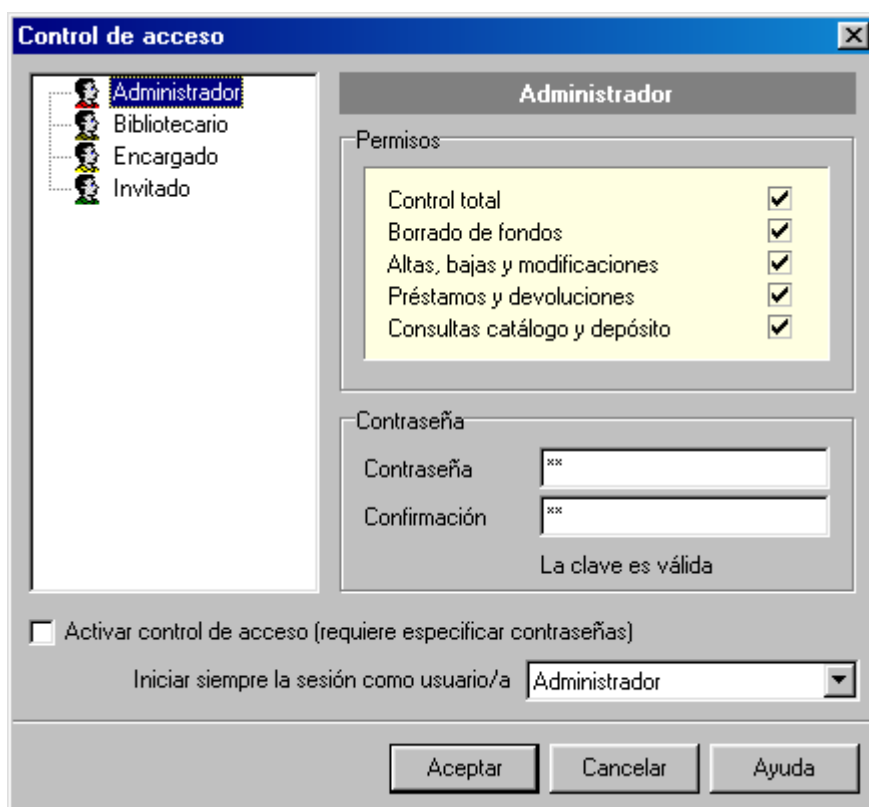 Control de acceso
Administrador
Bibliotecario
Encargado
Invitado
Administrador
Permisos
Control total
Borrado de fondos
Altas, bajas y modificaciones
Préstamos y devoluciones
Consultas catálogo y depósito
Contraseña
Contraseña **
Confirmación **
La clave es válida
Activar control de acceso (requiere especificar contraseñas)
Iniciar siempre la sesión como usuario/a Administrador
Aceptar Cancelar Ayuda